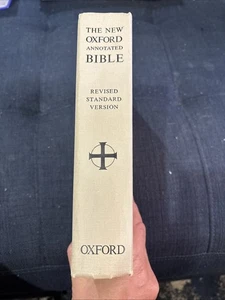 THE NEW
OXFORD
ANNOTATED
BIBLE
REVISED
STANDARD
VERSION
OXFORD